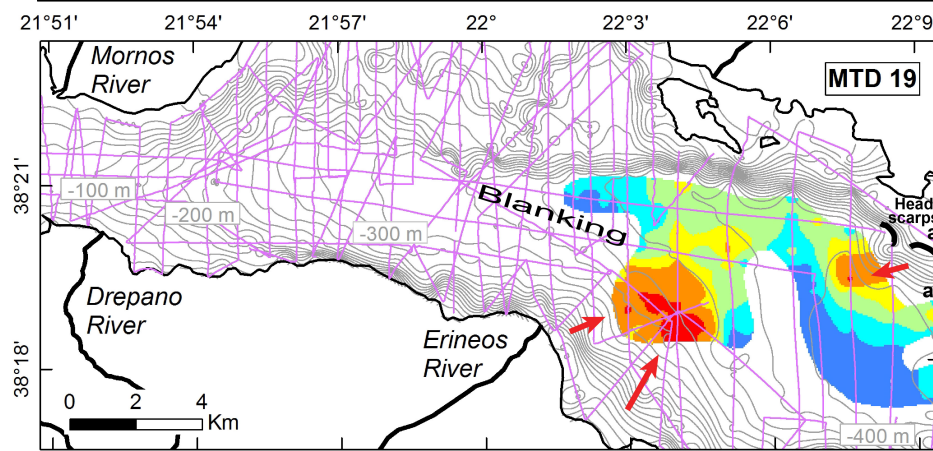 21°51' 21°54' 21°57' 22° 22°3' 22°6' 22°9
Mornos
River
MTD 19
38°21'
-100 m
-200 m
-300 m
Blanking
Head
scarps
a
a
Drepano
River
Erineos
River
38°18'
0 2 4
Km
-400 m